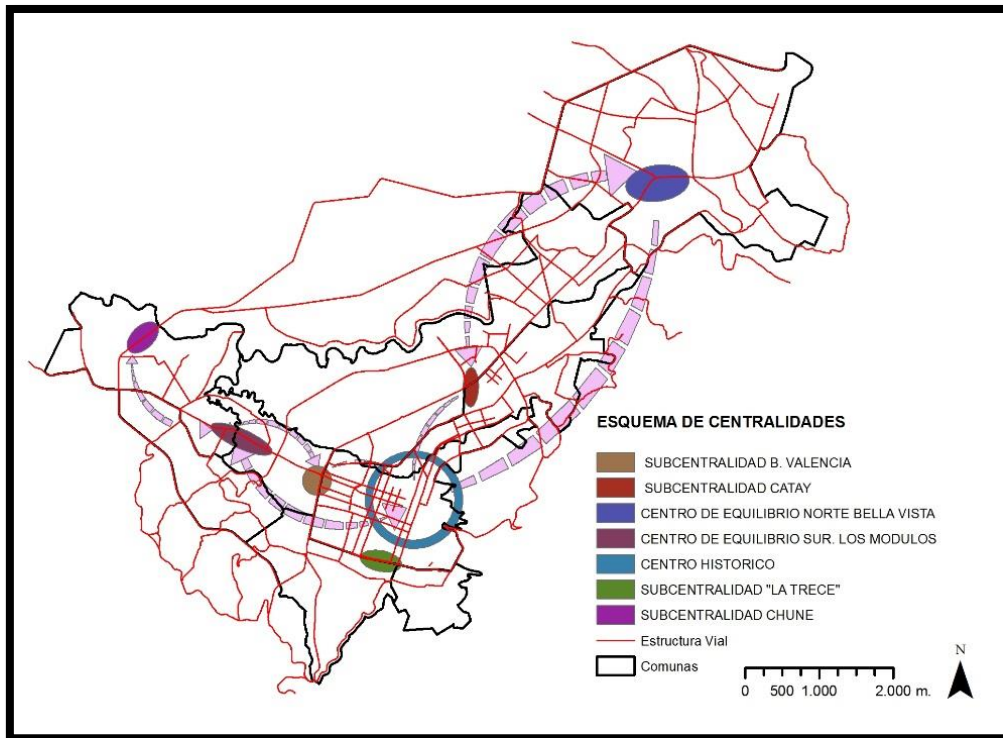 ESQUEMA DE CENTRALIDADES
SUBCENTRALIDAD B. VALENCIA
SUBCENTRALIDAD CATAY
CENTRO DE EQUILIBRIO NORTE BELLA VISTA
CENTRO DE EQUILIBRIO SUR. LOS MODULOS
CENTRO HISTORICO
SUBCENTRALIDAD "LA TRECE"
SUBCENTRALIDAD CHUNE
Estructura Vial
Comunas
N
0 500 1.000 2.000 m.